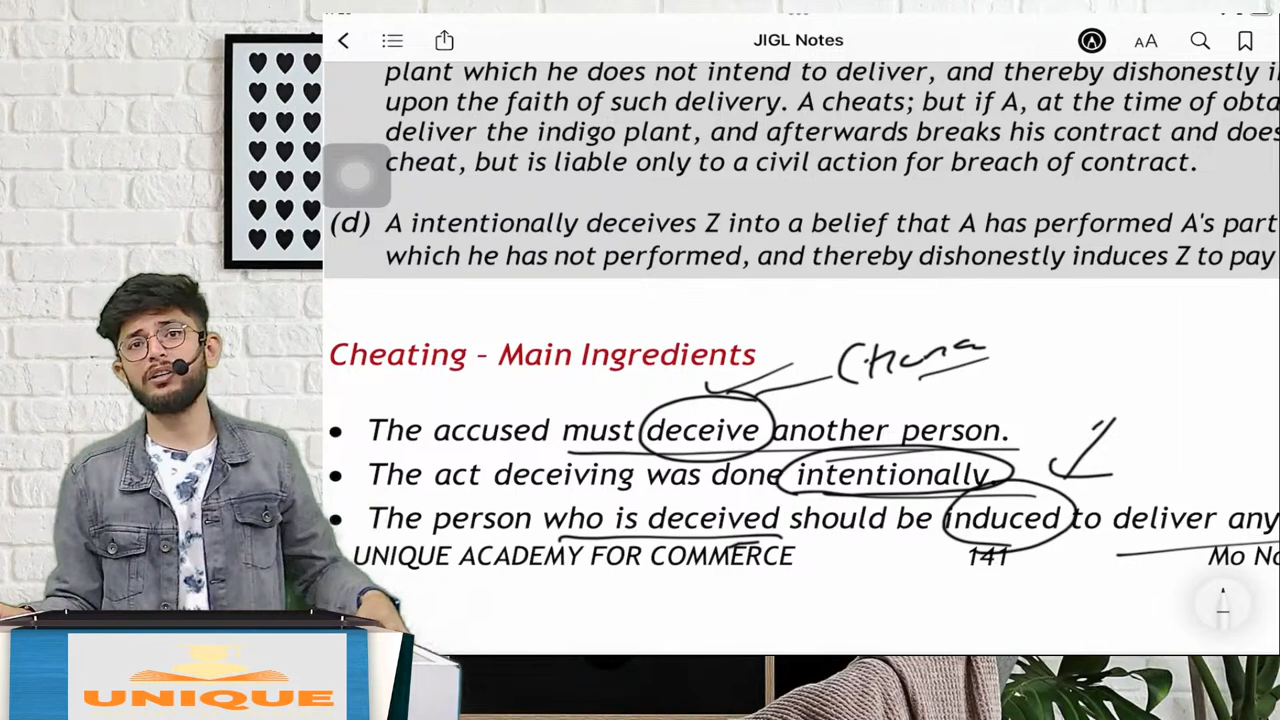 JIGL Notes
AA
plant which he does not intend to deliver, and thereby dishonestly
upon the faith of such delivery. A cheats; but if A, at the time of
deliver the indigo plant, and afterwards breaks his contract and does
cheat, but is liable only to a civil action for breach of contract.
(d) A intentionally deceives Z into a belief that A has performed A's part
which he has not performed, and thereby dishonestly induces Z to pay
Cheating – Main Ingredients
• The accused must deceive another person.
• The act deceiving was done intentionally.
• The person who is deceived should be induced to deliver any
UNIQUE ACADEMY FOR COMMERCE 141 Mo
UNIQUE